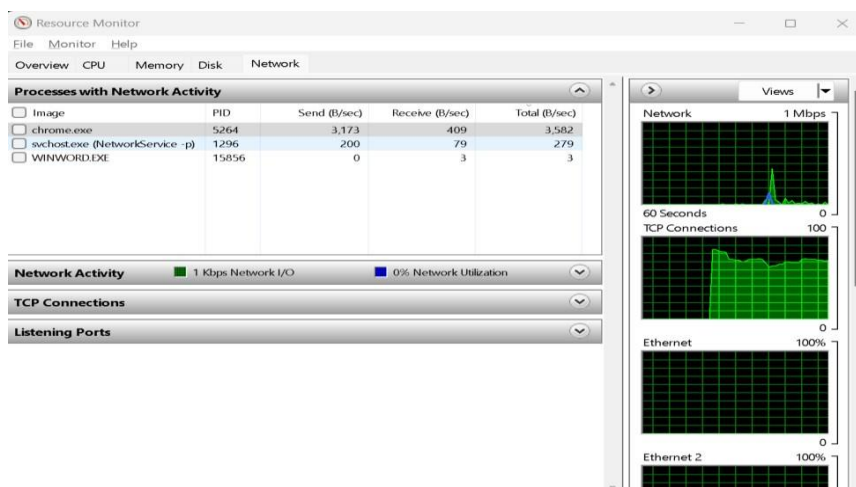 Resource Monitor
File Monitor Help
Overview CPU Memory Disk Network
Processes with Network Activity
Image PID Send (B/sec) Receive (B/sec) Total (B/sec)
chrome.exe 5264 3,173 409 3,582
svchost.exe (NetworkService -p) 1296 200 79 279
WINWORD.EXE 15856 0 3 3
Network Activity 1 Kbps Network I/O 0% Network Utilization
TCP Connections
Listening Ports
Views
Network 1 Mbps
60 Seconds 0
TCP Connections 100
0
Ethernet 100%
0
Ethernet 2 100%